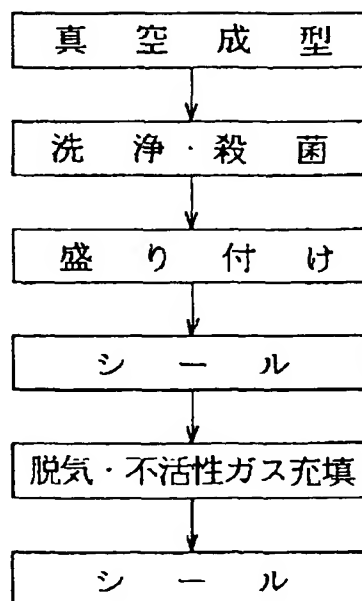 真空成型
洗浄・殺菌
盛り付け
シール
脱気・不活性ガス充填
シール